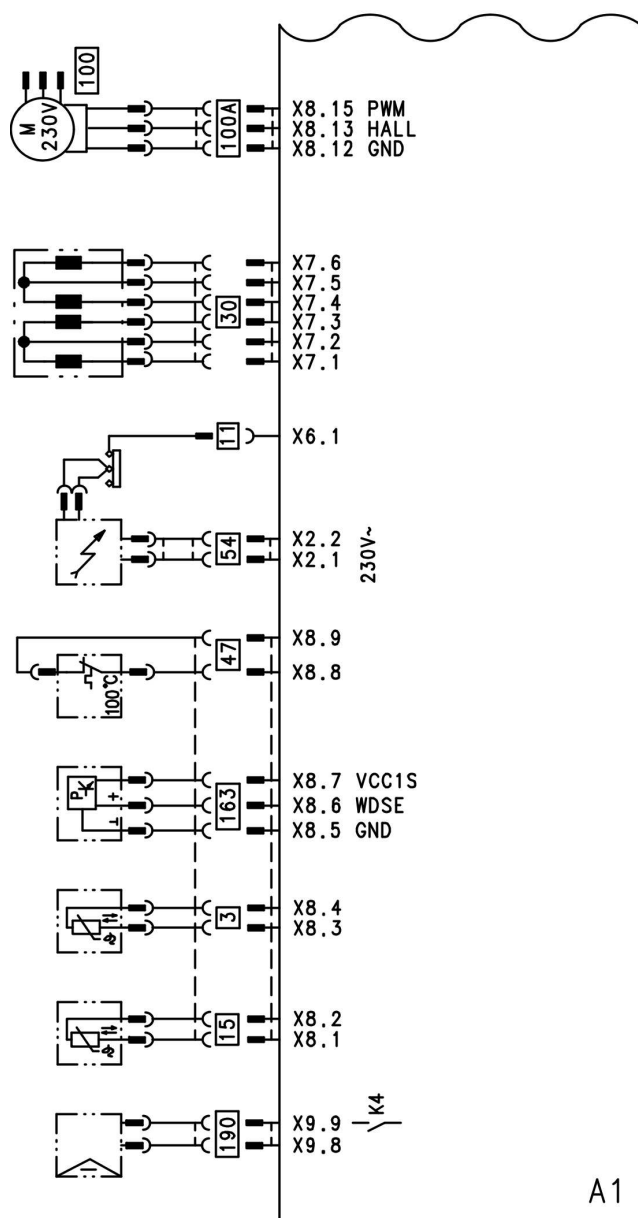 100
M
230V
100A
X8.15 PWM
X8.13 HALL
X8.12 GND
X7.6
X7.5
X7.4
30
X7.3
X7.2
X7.1
11
X6.1
54
X2.2
X2.1
230V~
47
X8.9
X8.8
100°C
P
+
⊥
163
X8.7 VCC1S
X8.6 WDSE
X8.5 GND
3
X8.4
X8.3
ϑ
15
X8.2
X8.1
ϑ
190
X9.9
K4
X9.8
A1